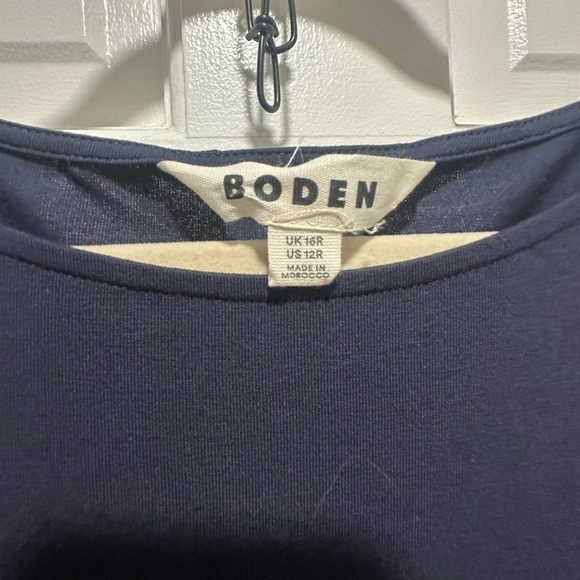 BODEN
UK 16R
US 12R
MADE IN
MOROCCO